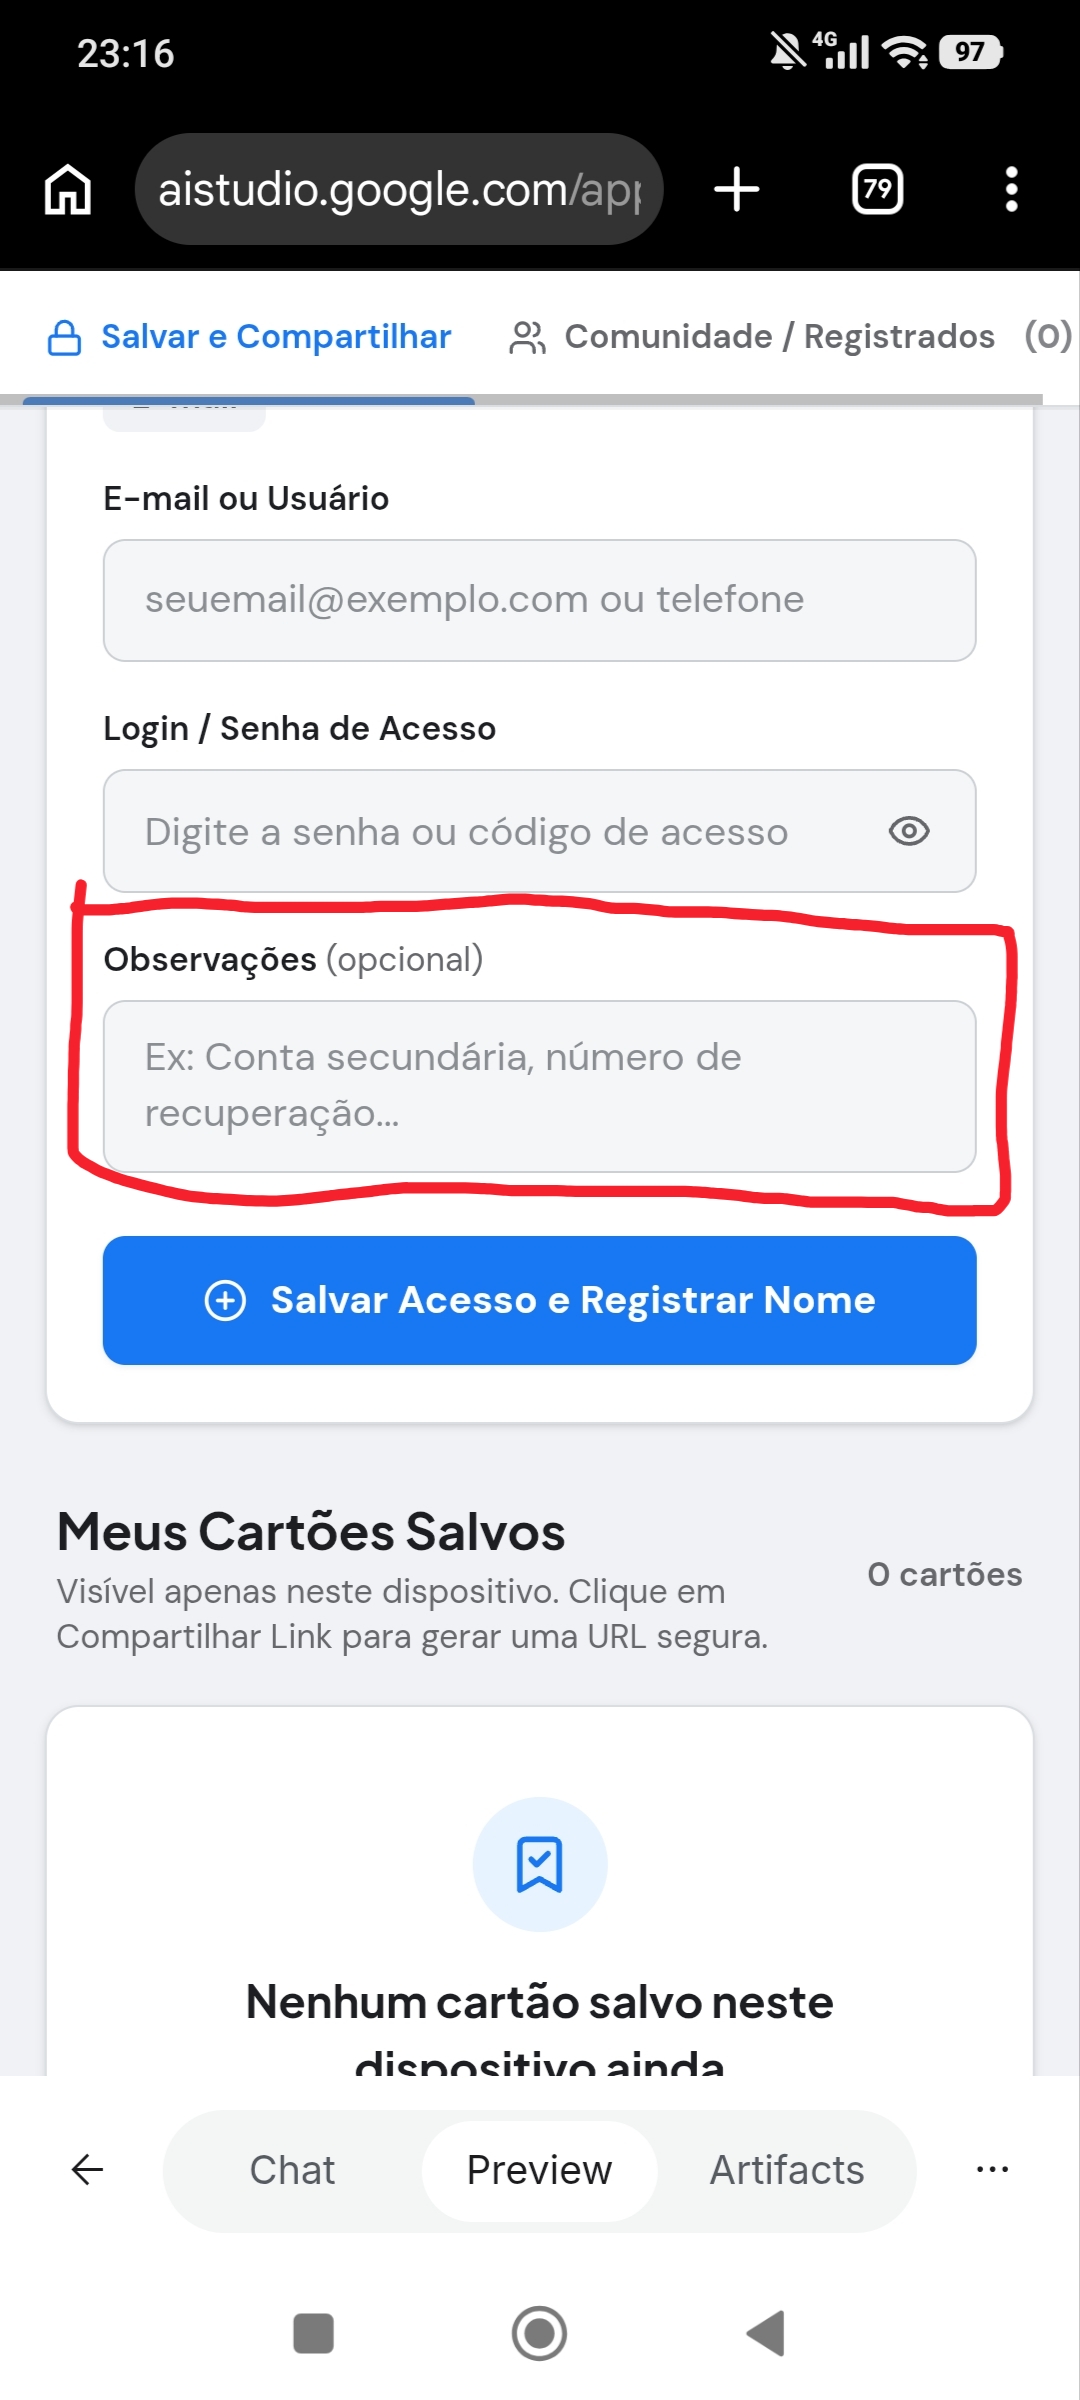 23:16
4G
97
aistudio.google.com/app
79
Salvar e Compartilhar
Comunidade / Registrados (0)
E-mail ou Usuário
seuemail@exemplo.com ou telefone
Login / Senha de Acesso
Digite a senha ou código de acesso
Observações (opcional)
Ex: Conta secundária, número de
recuperação...
Salvar Acesso e Registrar Nome
Meus Cartões Salvos
0 cartões
Visível apenas neste dispositivo. Clique em
Compartilhar Link para gerar uma URL segura.
Nenhum cartão salvo neste
dispositivo ainda
Chat
Preview
Artifacts